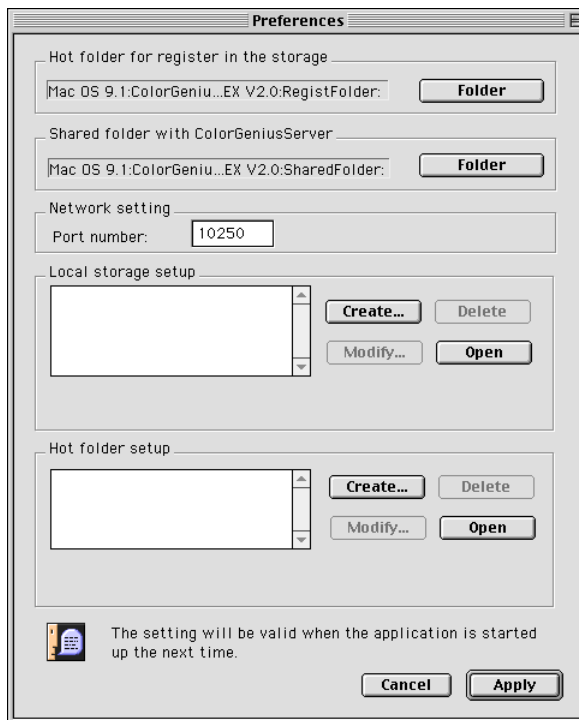 Preferences
Hot folder for register in the storage
Mac OS 9.1:ColorGeniu...EX V2.0:RegistFolder:
Folder
Shared folder with ColorGeniusServer
Mac OS 9.1:ColorGeniu...EX V2.0:SharedFolder:
Folder
Network setting
Port number: 10250
Local storage setup
Create... Delete
Modify... Open
Hot folder setup
Create... Delete
Modify... Open
The setting will be valid when the application is started
up the next time.
Cancel Apply